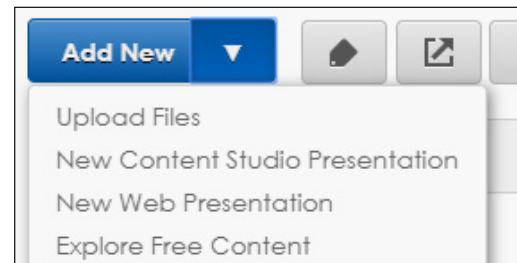 Add New
Upload Files
New Content Studio Presentation
New Web Presentation
Explore Free Content